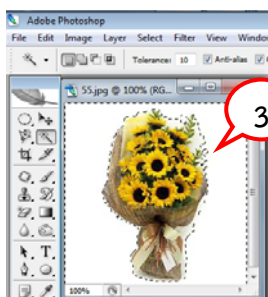 Adobe Photoshop
File Edit Image Layer Select Filter View Window
Tolerance: 10 Anti-alias
55.jpg @ 100% (RG...
3
T.
100%